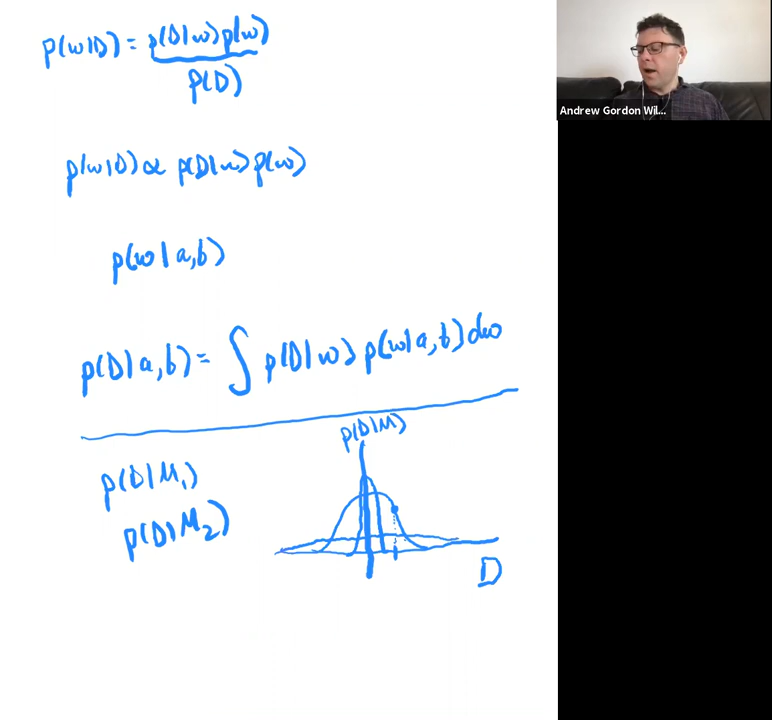 p(w|D) = p(D|w) p(w)
p(D)
p(w|D) ∝ p(D|w) p(w)
p(w|a,b)
p(D|a,b) = ∫ p(D|w) p(w|a,b) dw
p(D|M)
p(D|M₁)
p(D|M₂)
D
Andrew Gordon Wil...